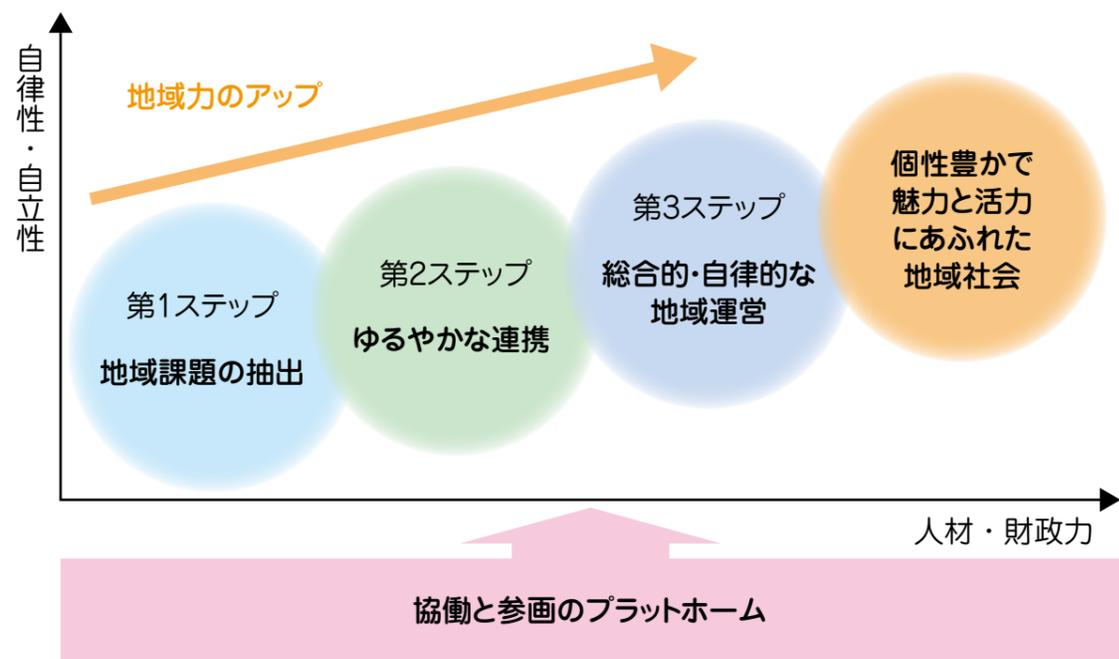 自律性・自立性
地域力のアップ
第1ステップ
地域課題の抽出
第2ステップ
ゆるやかな連携
第3ステップ
総合的・自律的な
地域運営
個性豊かで
魅力と活力
にあふれた
地域社会
人材・財政力
協働と参画のプラットホーム